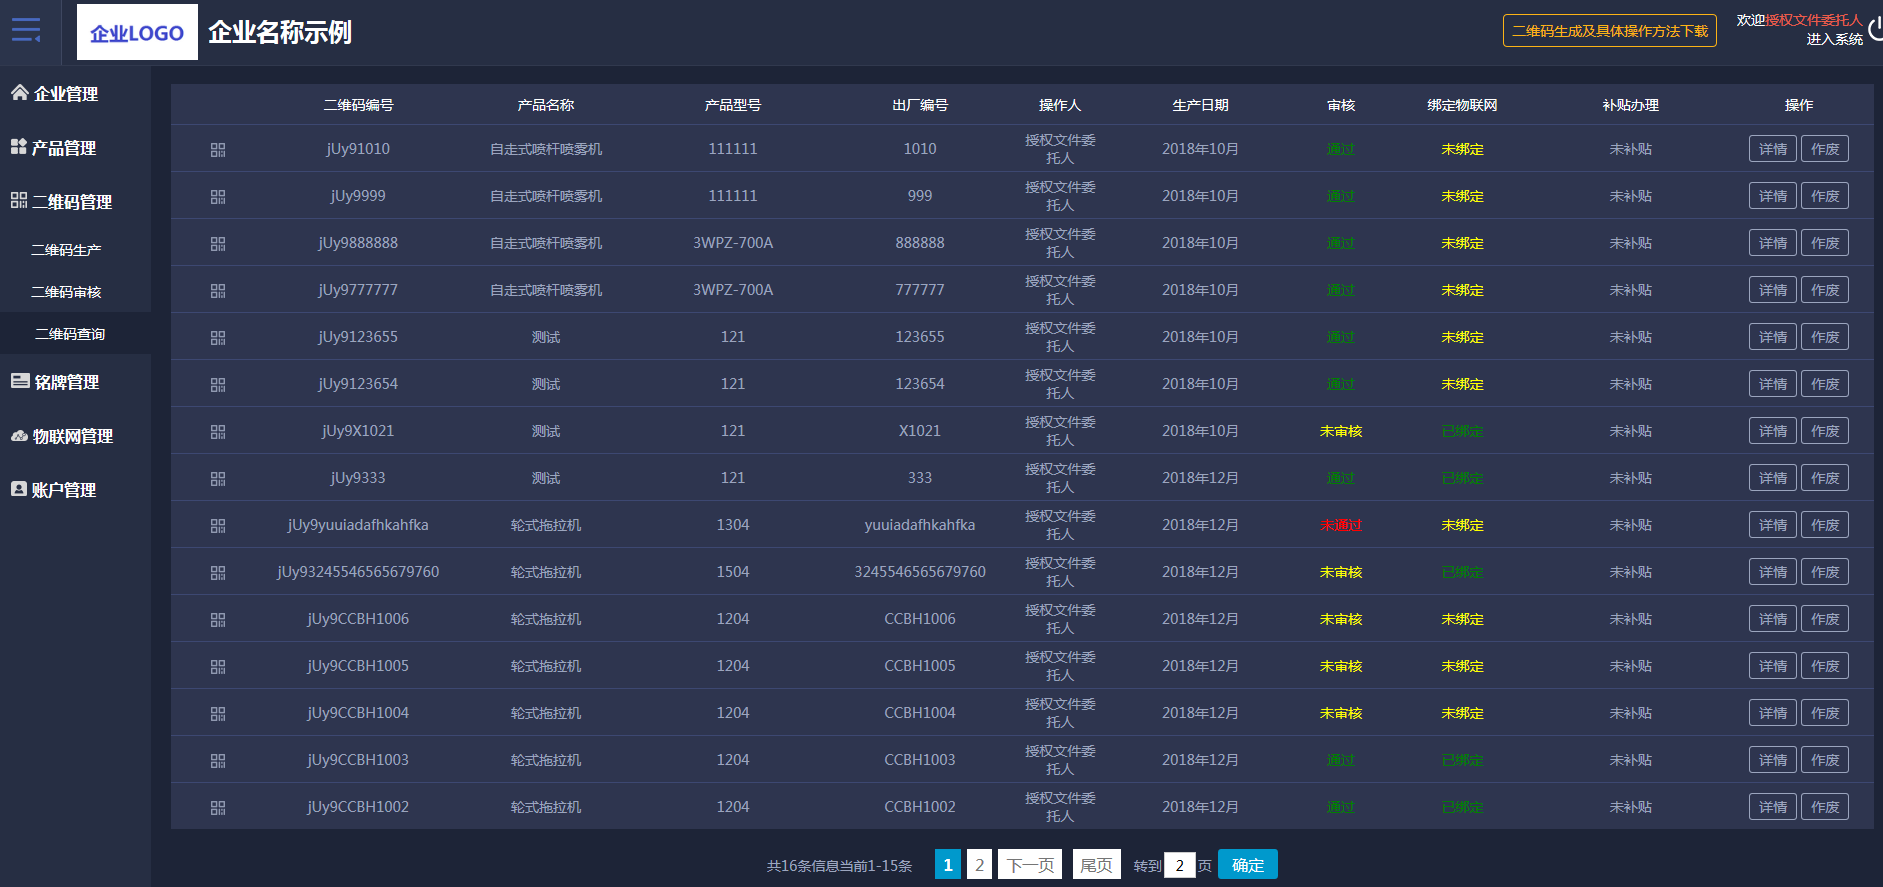 企业LOGO 企业名称示例 二维码生成及具体操作方法下载 欢迎授权文件委托人
进入系统
企业管理
产品管理
二维码管理
二维码生产
二维码审核
二维码查询
铭牌管理
物联网管理
账户管理
二维码编号 产品名称 产品型号 出厂编号 操作人 生产日期 审核 绑定物联网 补贴办理 操作
jUy91010 自走式喷杆喷雾机 111111 1010 授权文件委托人 2018年10月 通过 未绑定 未补贴 详情 作废
jUy9999 自走式喷杆喷雾机 111111 999 授权文件委托人 2018年10月 通过 未绑定 未补贴 详情 作废
jUy9888888 自走式喷杆喷雾机 3WPZ-700A 888888 授权文件委托人 2018年10月 通过 未绑定 未补贴 详情 作废
jUy9777777 自走式喷杆喷雾机 3WPZ-700A 777777 授权文件委托人 2018年10月 通过 未绑定 未补贴 详情 作废
jUy9123655 测试 121 123655 授权文件委托人 2018年10月 通过 未绑定 未补贴 详情 作废
jUy9123654 测试 121 123654 授权文件委托人 2018年10月 通过 未绑定 未补贴 详情 作废
jUy9X1021 测试 121 X1021 授权文件委托人 2018年10月 未审核 已绑定 未补贴 详情 作废
jUy9333 测试 121 333 授权文件委托人 2018年12月 通过 已绑定 未补贴 详情 作废
jUy9yuuiadafhkahfka 轮式拖拉机 1304 yuuiadafhkahfka 授权文件委托人 2018年12月 未通过 未绑定 未补贴 详情 作废
jUy93245546565679760 轮式拖拉机 1504 3245546565679760 授权文件委托人 2018年12月 未审核 已绑定 未补贴 详情 作废
jUy9CCBH1006 轮式拖拉机 1204 CCBH1006 授权文件委托人 2018年12月 未审核 未绑定 未补贴 详情 作废
jUy9CCBH1005 轮式拖拉机 1204 CCBH1005 授权文件委托人 2018年12月 未审核 未绑定 未补贴 详情 作废
jUy9CCBH1004 轮式拖拉机 1204 CCBH1004 授权文件委托人 2018年12月 未审核 未绑定 未补贴 详情 作废
jUy9CCBH1003 轮式拖拉机 1204 CCBH1003 授权文件委托人 2018年12月 通过 已绑定 未补贴 详情 作废
jUy9CCBH1002 轮式拖拉机 1204 CCBH1002 授权文件委托人 2018年12月 通过 已绑定 未补贴 详情 作废
共16条信息当前1-15条 1 2 下一页 尾页 转到 2 页 确定